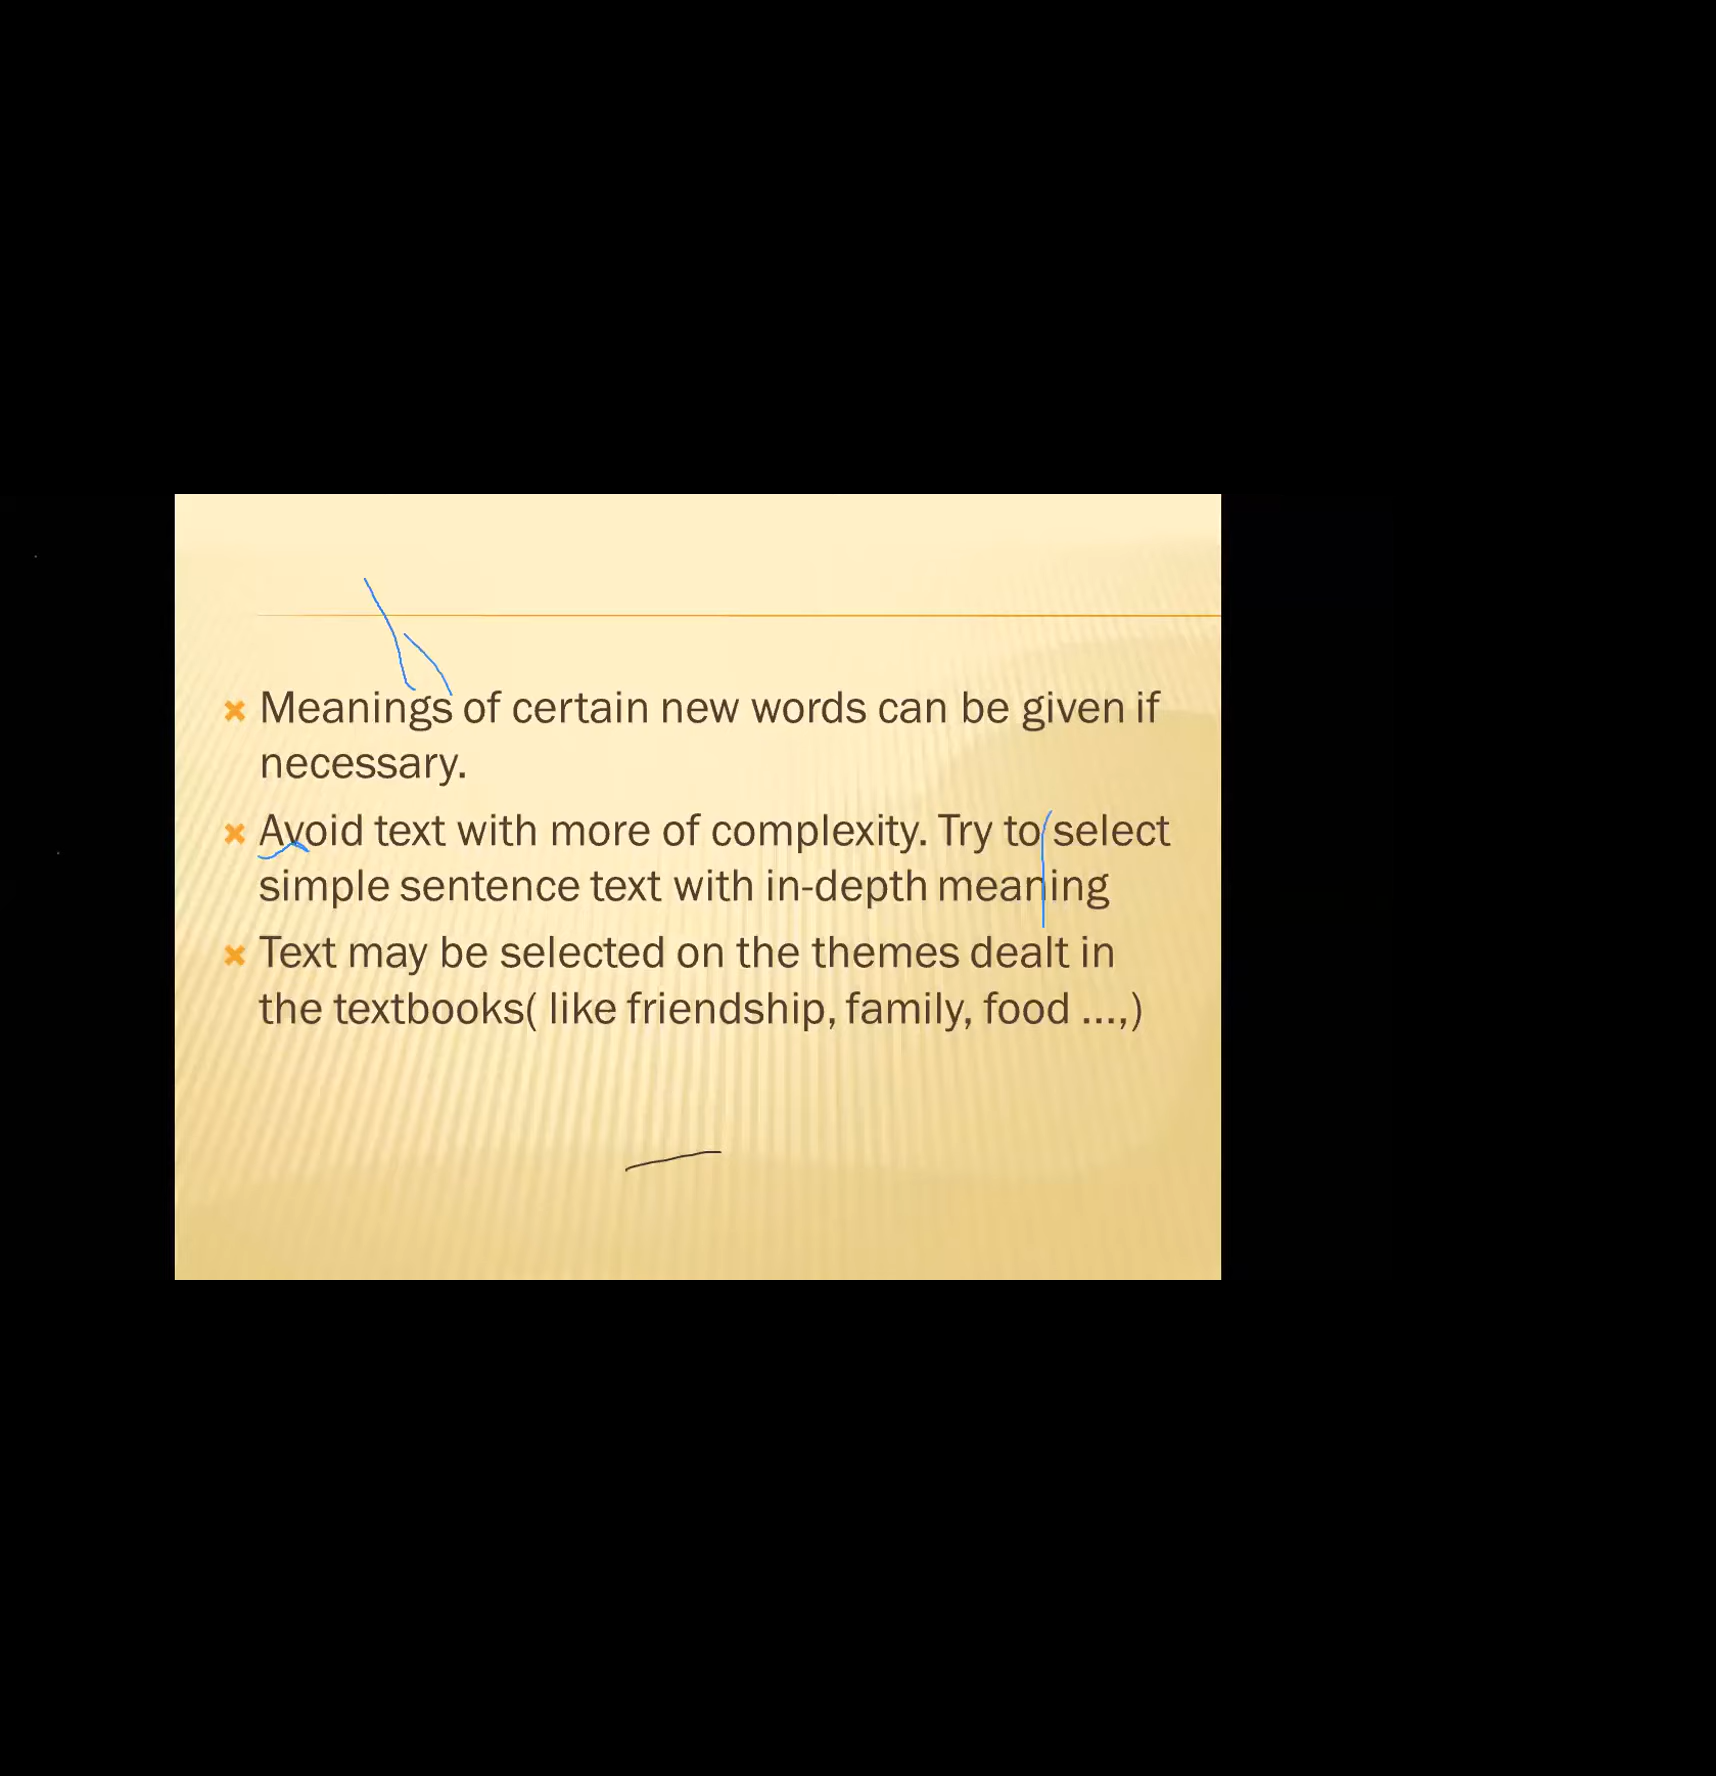 Meanings of certain new words can be given if
necessary.
Avoid text with more of complexity. Try to select
simple sentence text with in-depth meaning
Text may be selected on the themes dealt in
the textbooks( like friendship, family, food ...,)